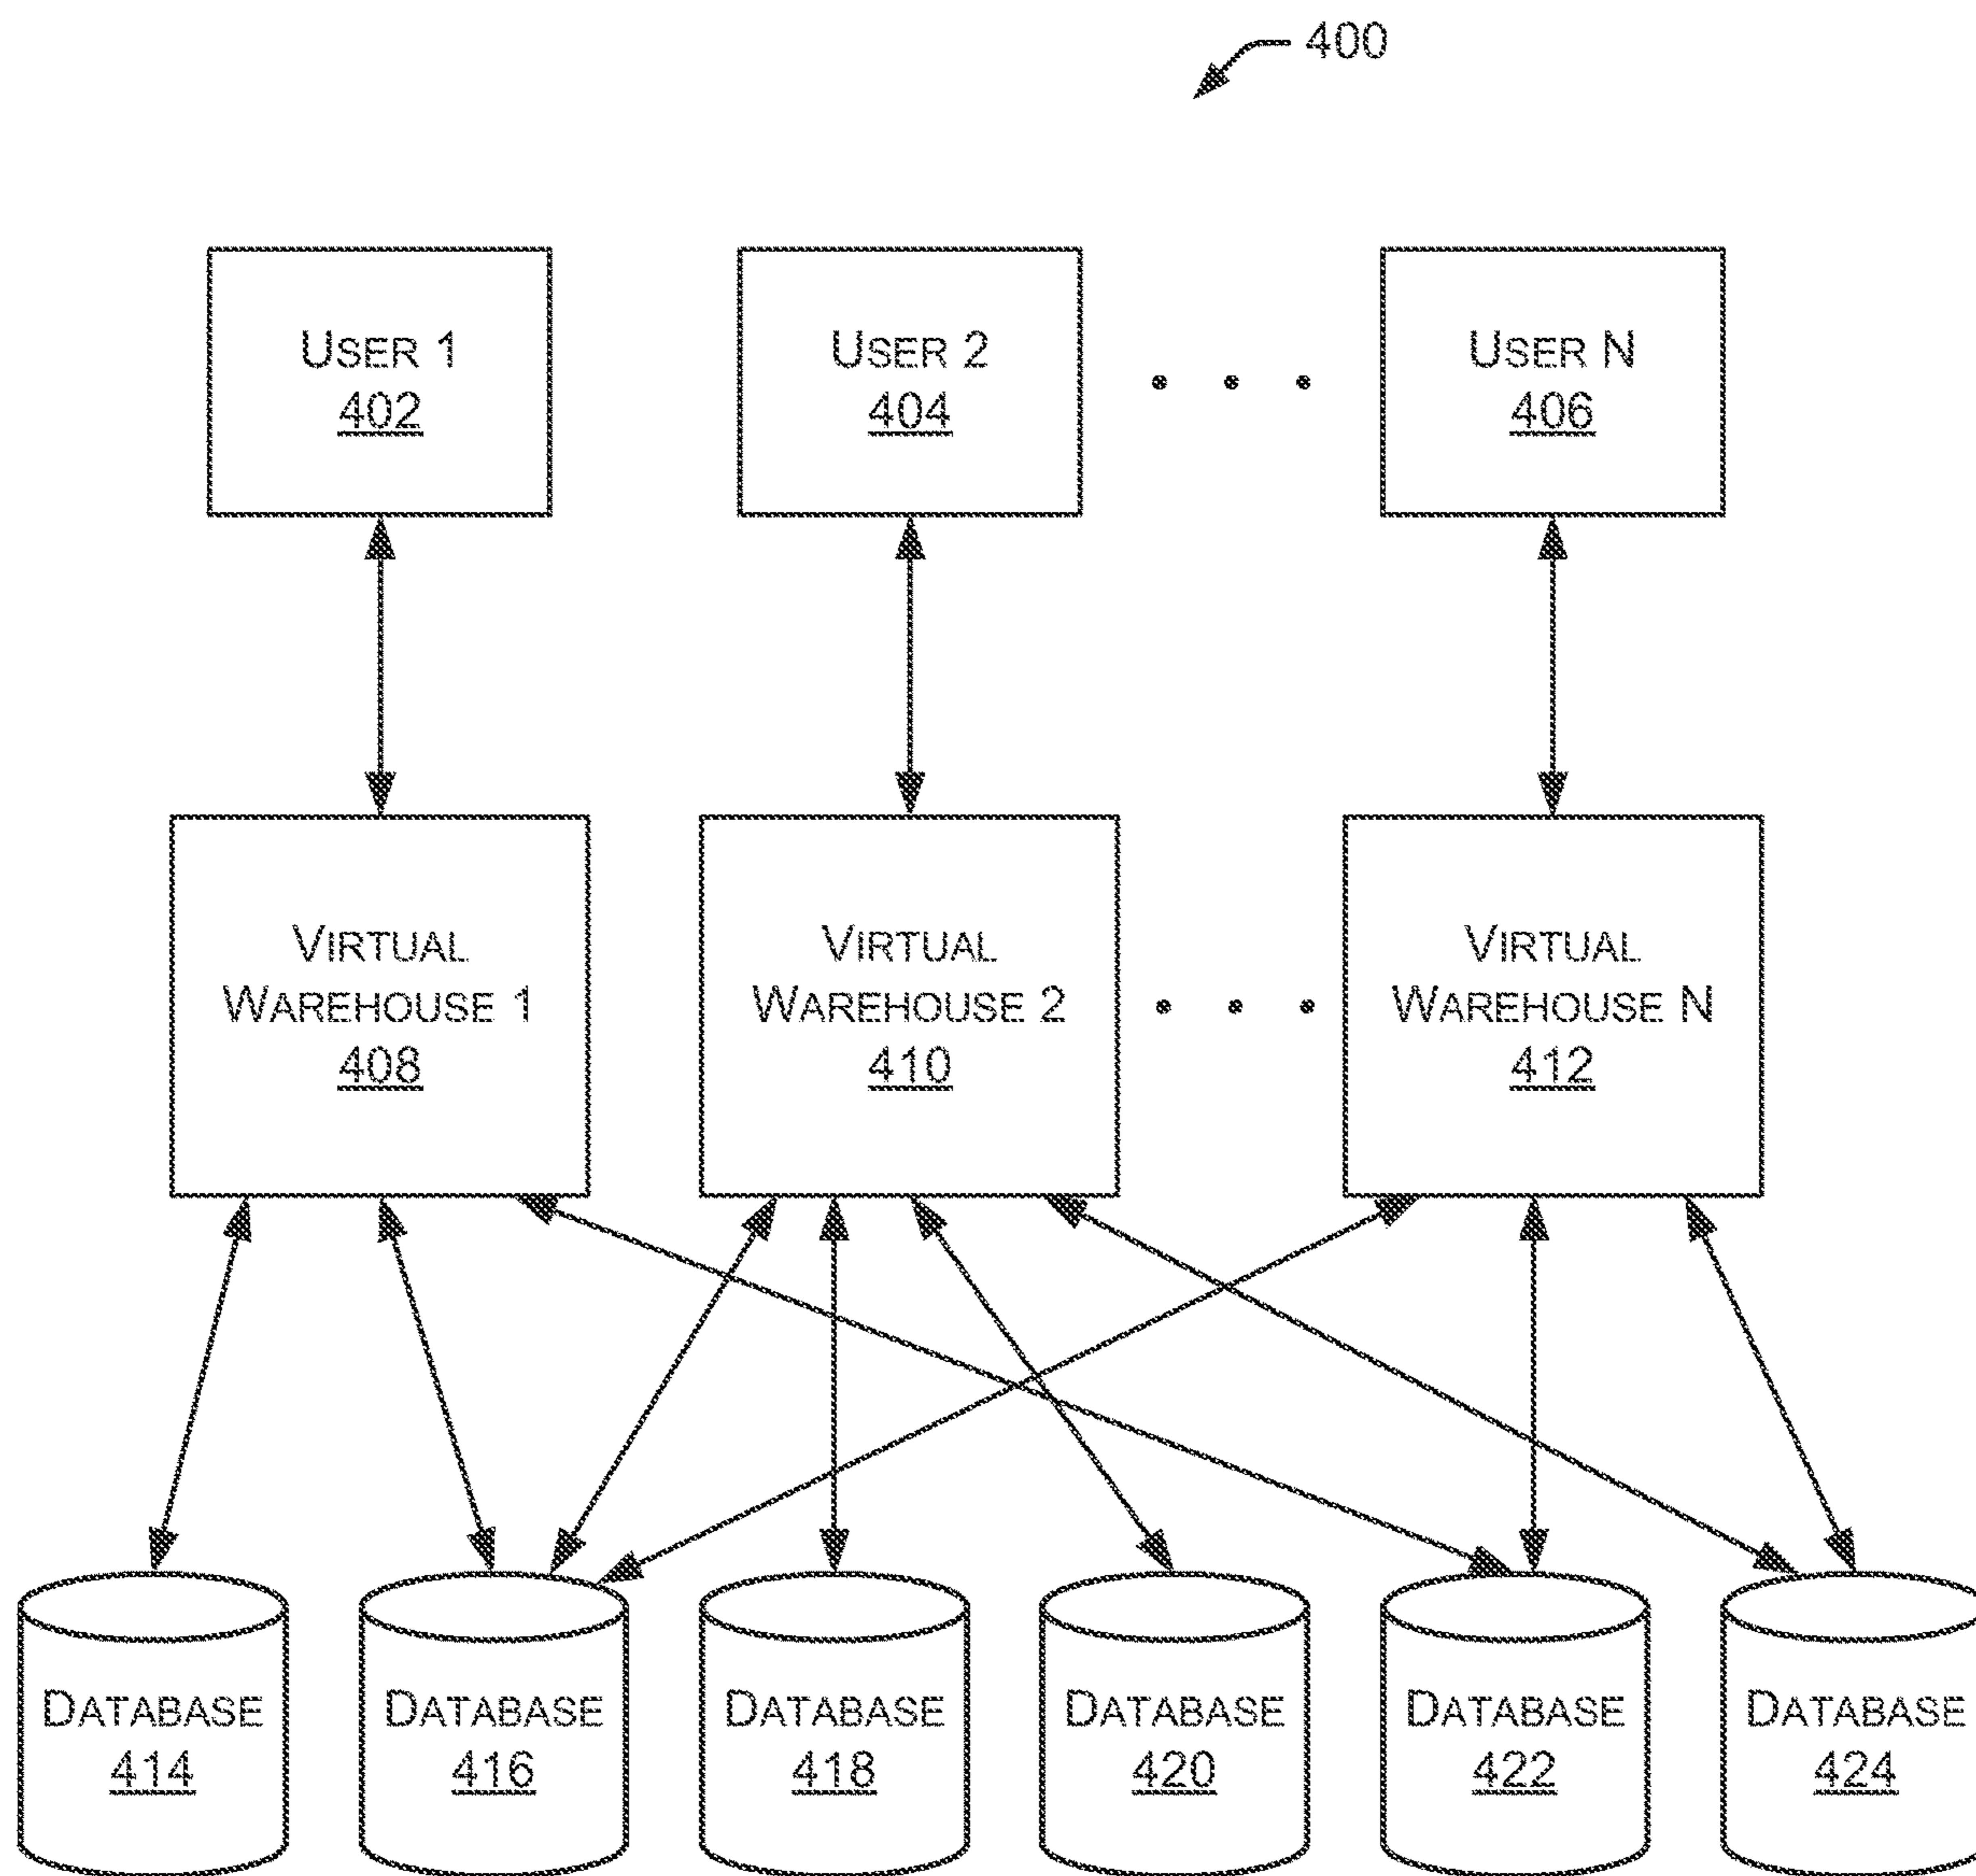 400
USER 1
402
USER 2
404
USER N
406
VIRTUAL
WAREHOUSE 1
408
VIRTUAL
WAREHOUSE 2
410
VIRTUAL
WAREHOUSE N
412
DATABASE
414
DATABASE
416
DATABASE
418
DATABASE
420
DATABASE
422
DATABASE
424